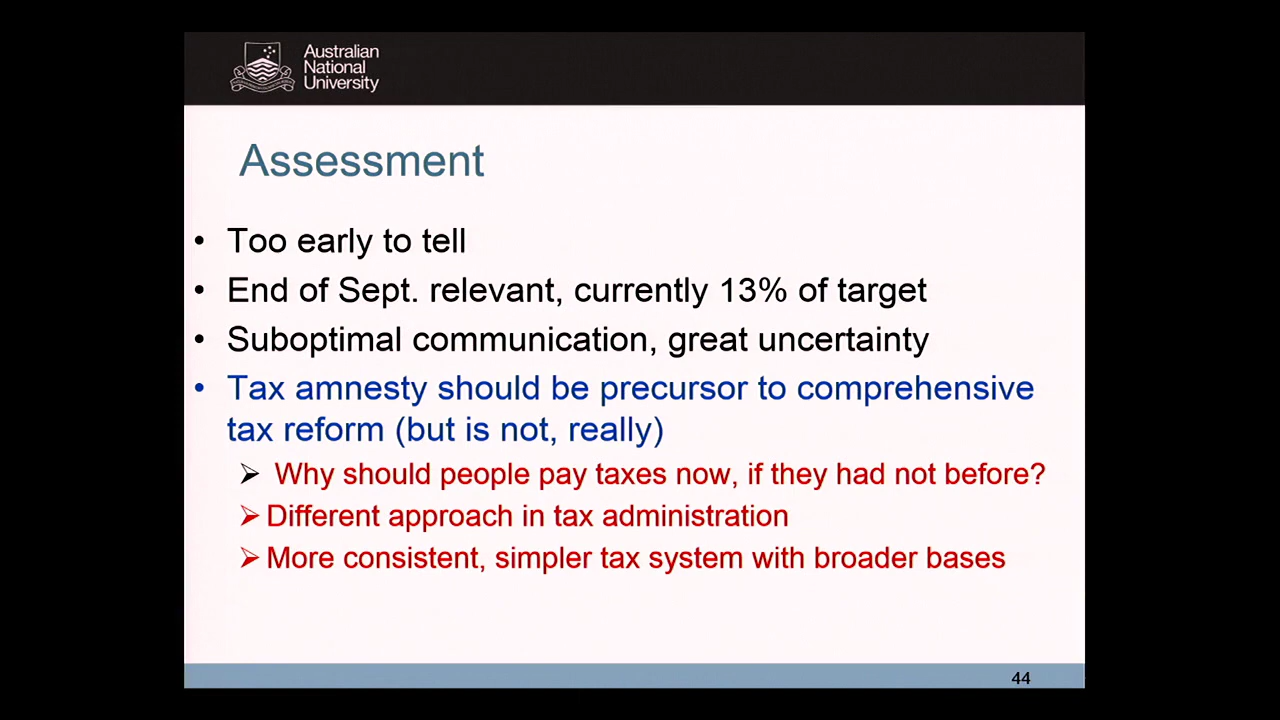 Australian
National
University
Assessment
• Too early to tell
• End of Sept. relevant, currently 13% of target
• Suboptimal communication, great uncertainty
• Tax amnesty should be precursor to comprehensive
tax reform (but is not, really)
➢ Why should people pay taxes now, if they had not before?
➢ Different approach in tax administration
➢ More consistent, simpler tax system with broader bases
44